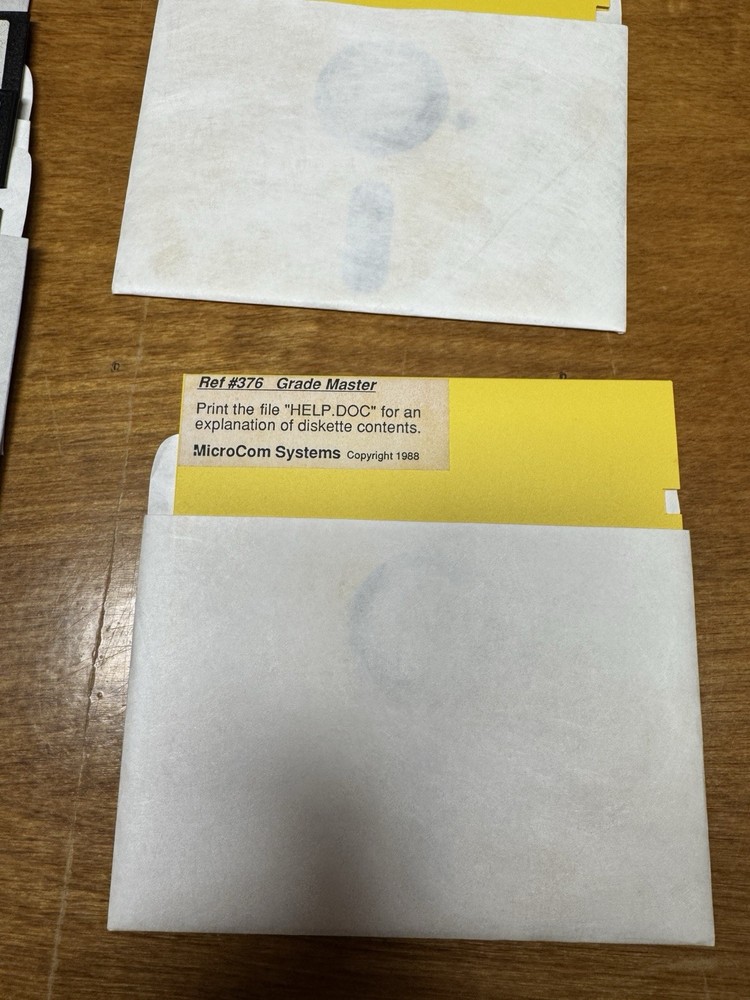 Ref #376 Grade Master
Print the file "HELP.DOC" for an
explanation of diskette contents.
MicroCom Systems Copyright 1988